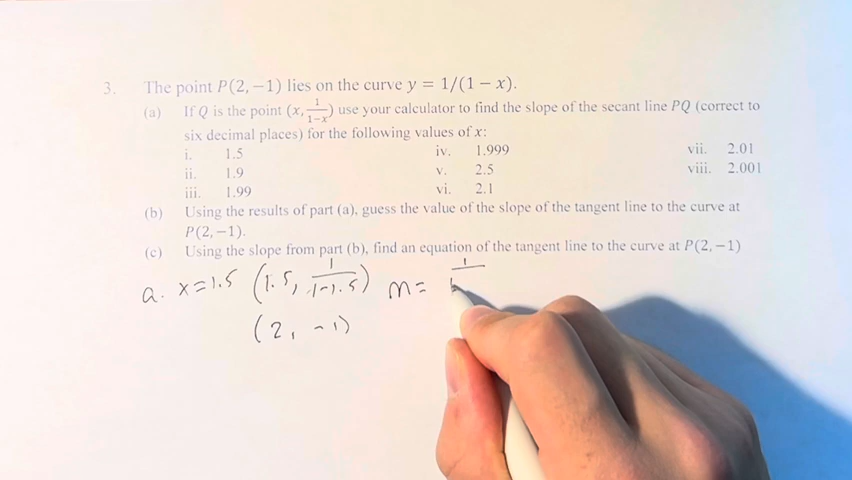 3. The point P(2, −1) lies on the curve y = 1/(1 − x).
(a) If Q is the point (x, 1/(1−x)) use your calculator to find the slope of the secant line PQ (correct to
six decimal places) for the following values of x:
i. 1.5 iv. 1.999 vii. 2.01
ii. 1.9 v. 2.5 viii. 2.001
iii. 1.99 vi. 2.1
(b) Using the results of part (a), guess the value of the slope of the tangent line to the curve at
P(2, −1).
(c) Using the slope from part (b), find an equation of the tangent line to the curve at P(2, −1)
a. x=1.5 (1.5, 1/(1-1.5)) m= 1
(2, -1)